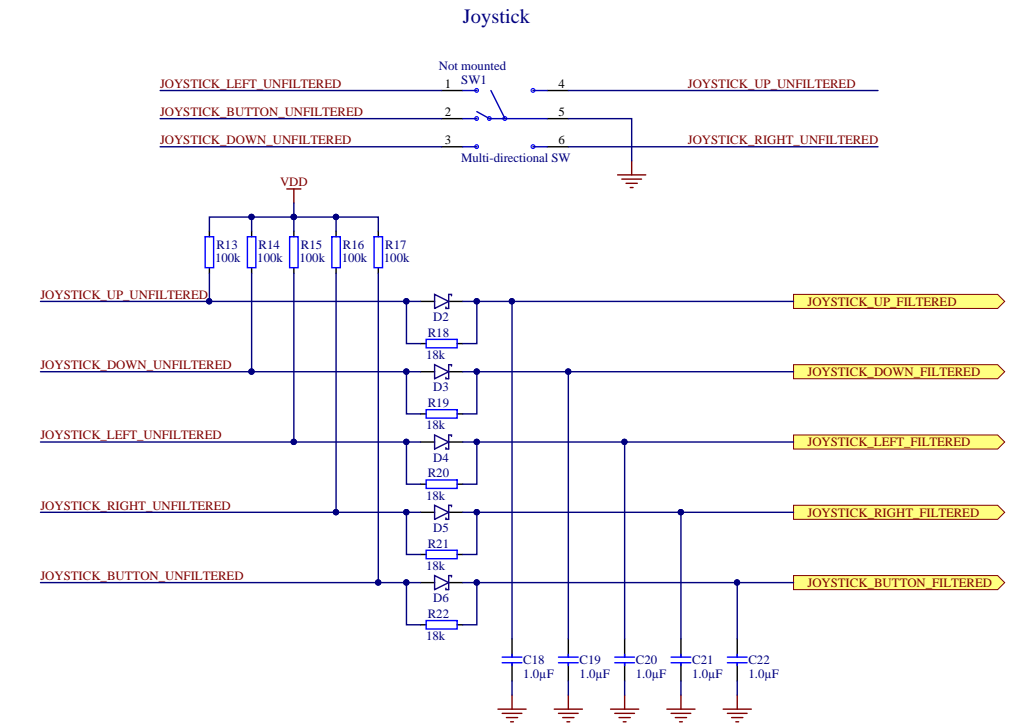 Joystick
Not mounted
SW1
JOYSTICK_LEFT_UNFILTERED 1 4 JOYSTICK_UP_UNFILTERED
JOYSTICK_BUTTON_UNFILTERED 2 5
JOYSTICK_DOWN_UNFILTERED 3 6 JOYSTICK_RIGHT_UNFILTERED
Multi-directional SW
VDD
R13 R14 R15 R16 R17
100k 100k 100k 100k 100k
JOYSTICK_UP_UNFILTERED JOYSTICK_UP_FILTERED
D2
R18
18k
JOYSTICK_DOWN_UNFILTERED JOYSTICK_DOWN_FILTERED
D3
R19
18k
JOYSTICK_LEFT_UNFILTERED JOYSTICK_LEFT_FILTERED
D4
R20
18k
JOYSTICK_RIGHT_UNFILTERED JOYSTICK_RIGHT_FILTERED
D5
R21
18k
JOYSTICK_BUTTON_UNFILTERED JOYSTICK_BUTTON_FILTERED
D6
R22
18k
C18 C19 C20 C21 C22
1.0µF 1.0µF 1.0µF 1.0µF 1.0µF